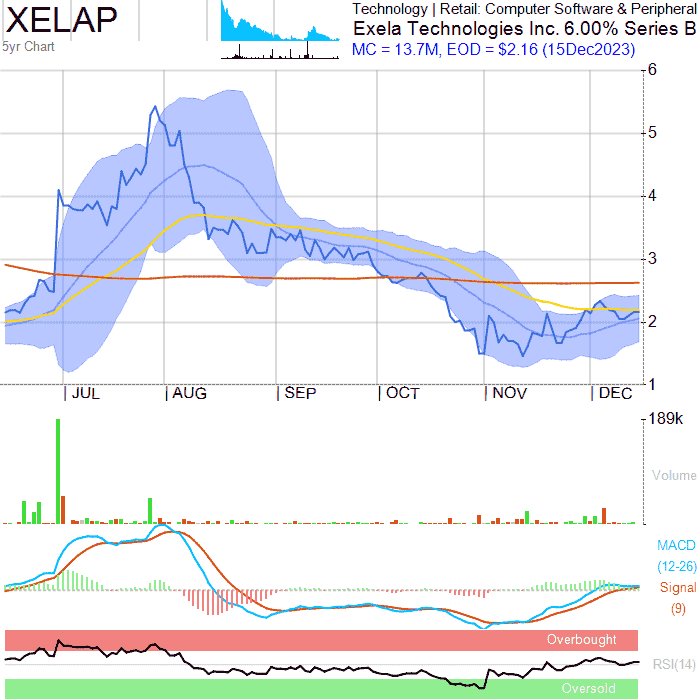 XELAP
5yr Chart
Technology | Retail: Computer Software & Peripheral
Exela Technologies Inc. 6.00% Series B
MC = 13.7M, EOD = $2.16 (15Dec2023)
6
5
4
3
2
1
JUL
AUG
SEP
OCT
NOV
DEC
189k
Volume
MACD
(12-26)
Signal
(9)
Overbought
RSI(14)
Oversold